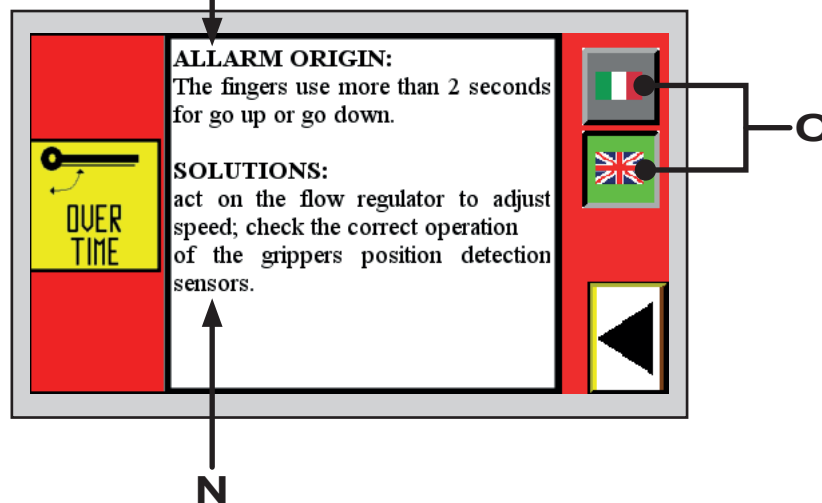 ALLARM ORIGIN:
The fingers use more than 2 seconds
for go up or go down.
SOLUTIONS:
act on the flow regulator to adjust
speed; check the correct operation
of the grippers position detection
sensors.
OVER
TIME
N